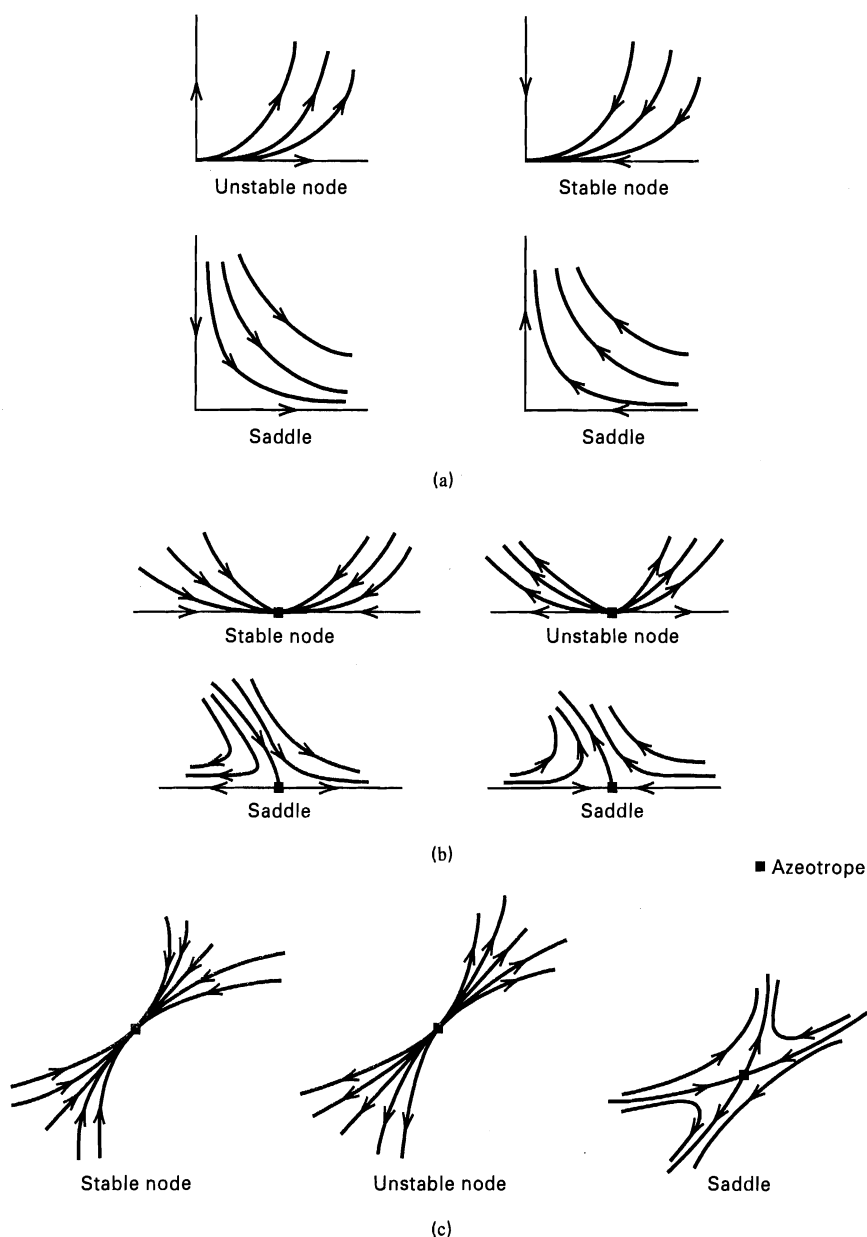 Unstable node
Stable node
Saddle
Saddle
(a)
Stable node
Unstable node
Saddle
Saddle
(b)
■ Azeotrope
Stable node
Unstable node
Saddle
(c)